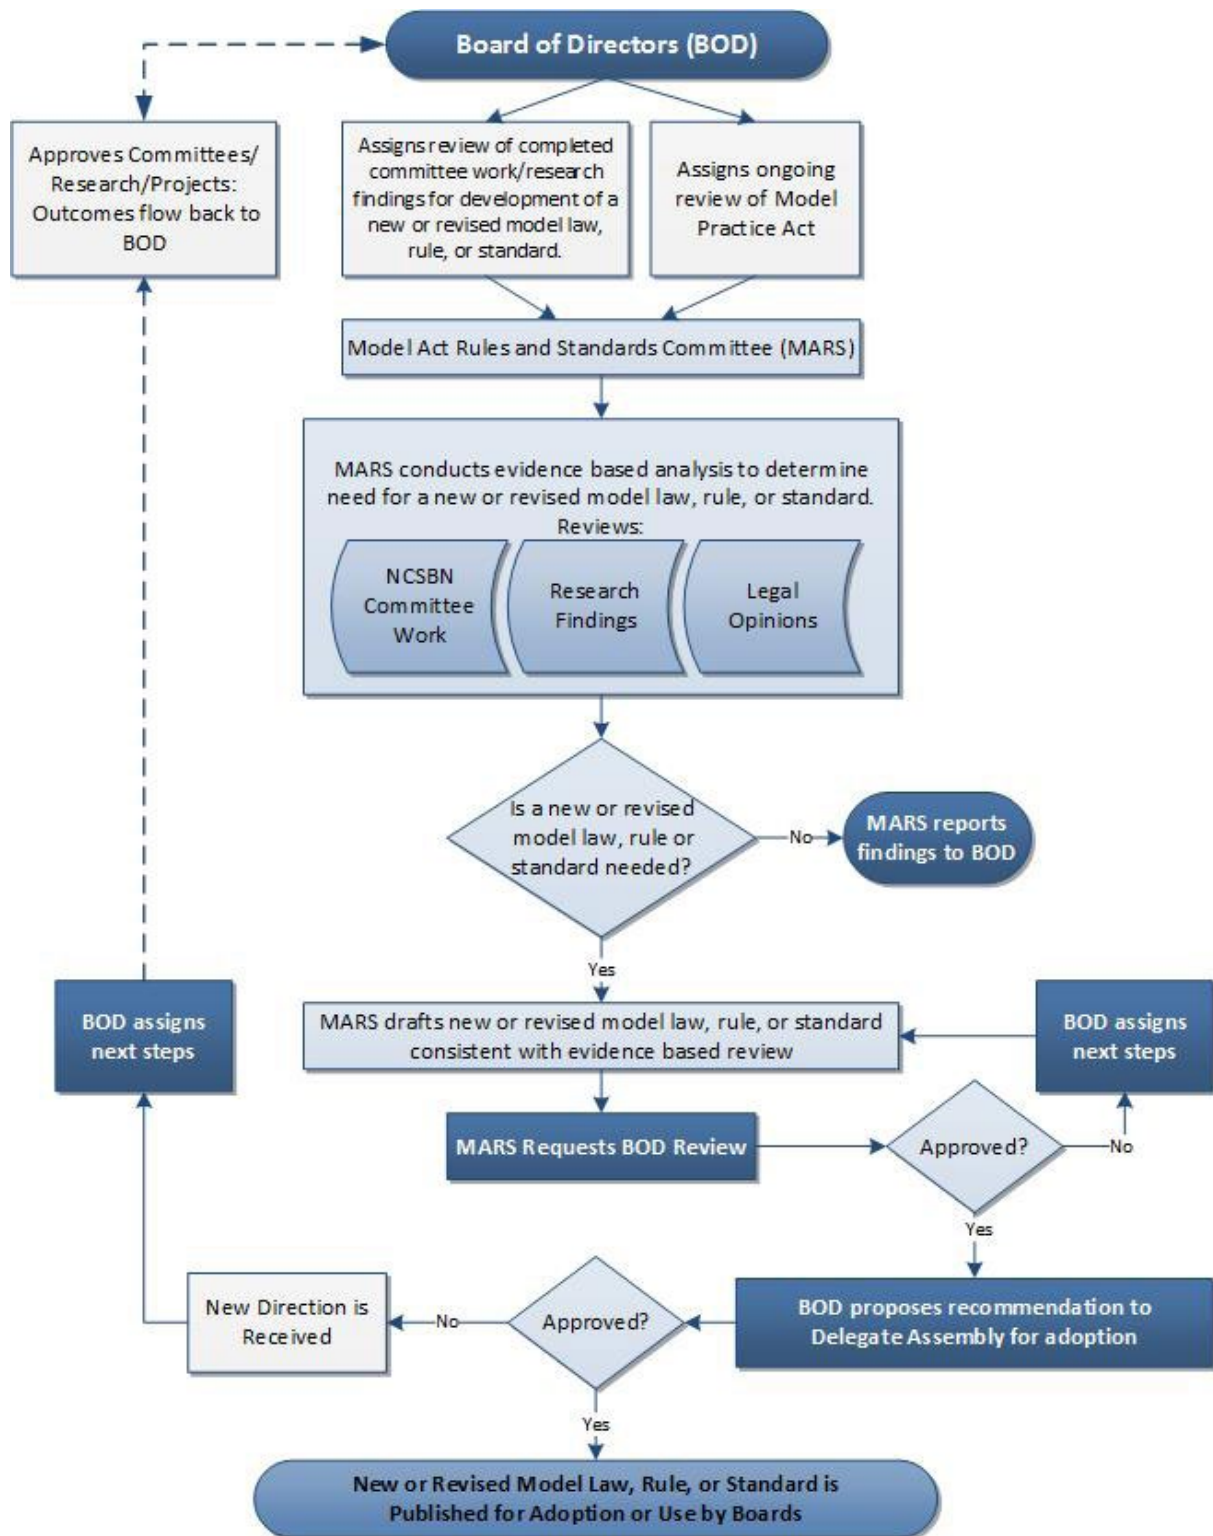 Board of Directors (BOD)
Approves Committees/
Research/Projects:
Outcomes flow back to
BOD
Assigns review of completed
committee work/research
findings for development of a
new or revised model law,
rule, or standard.
Assigns ongoing
review of Model
Practice Act
Model Act Rules and Standards Committee (MARS)
MARS conducts evidence based analysis to determine
need for a new or revised model law, rule, or standard.
Reviews:
NCSBN
Committee
Work
Research
Findings
Legal
Opinions
Is a new or revised
model law, rule or
standard needed?
No
MARS reports
findings to BOD
Yes
BOD assigns
next steps
MARS drafts new or revised model law, rule, or standard
consistent with evidence based review
BOD assigns
next steps
MARS Requests BOD Review
Approved?
No
Yes
BOD proposes recommendation to
Delegate Assembly for adoption
Approved?
No
New Direction is
Received
Yes
New or Revised Model Law, Rule, or Standard is
Published for Adoption or Use by Boards